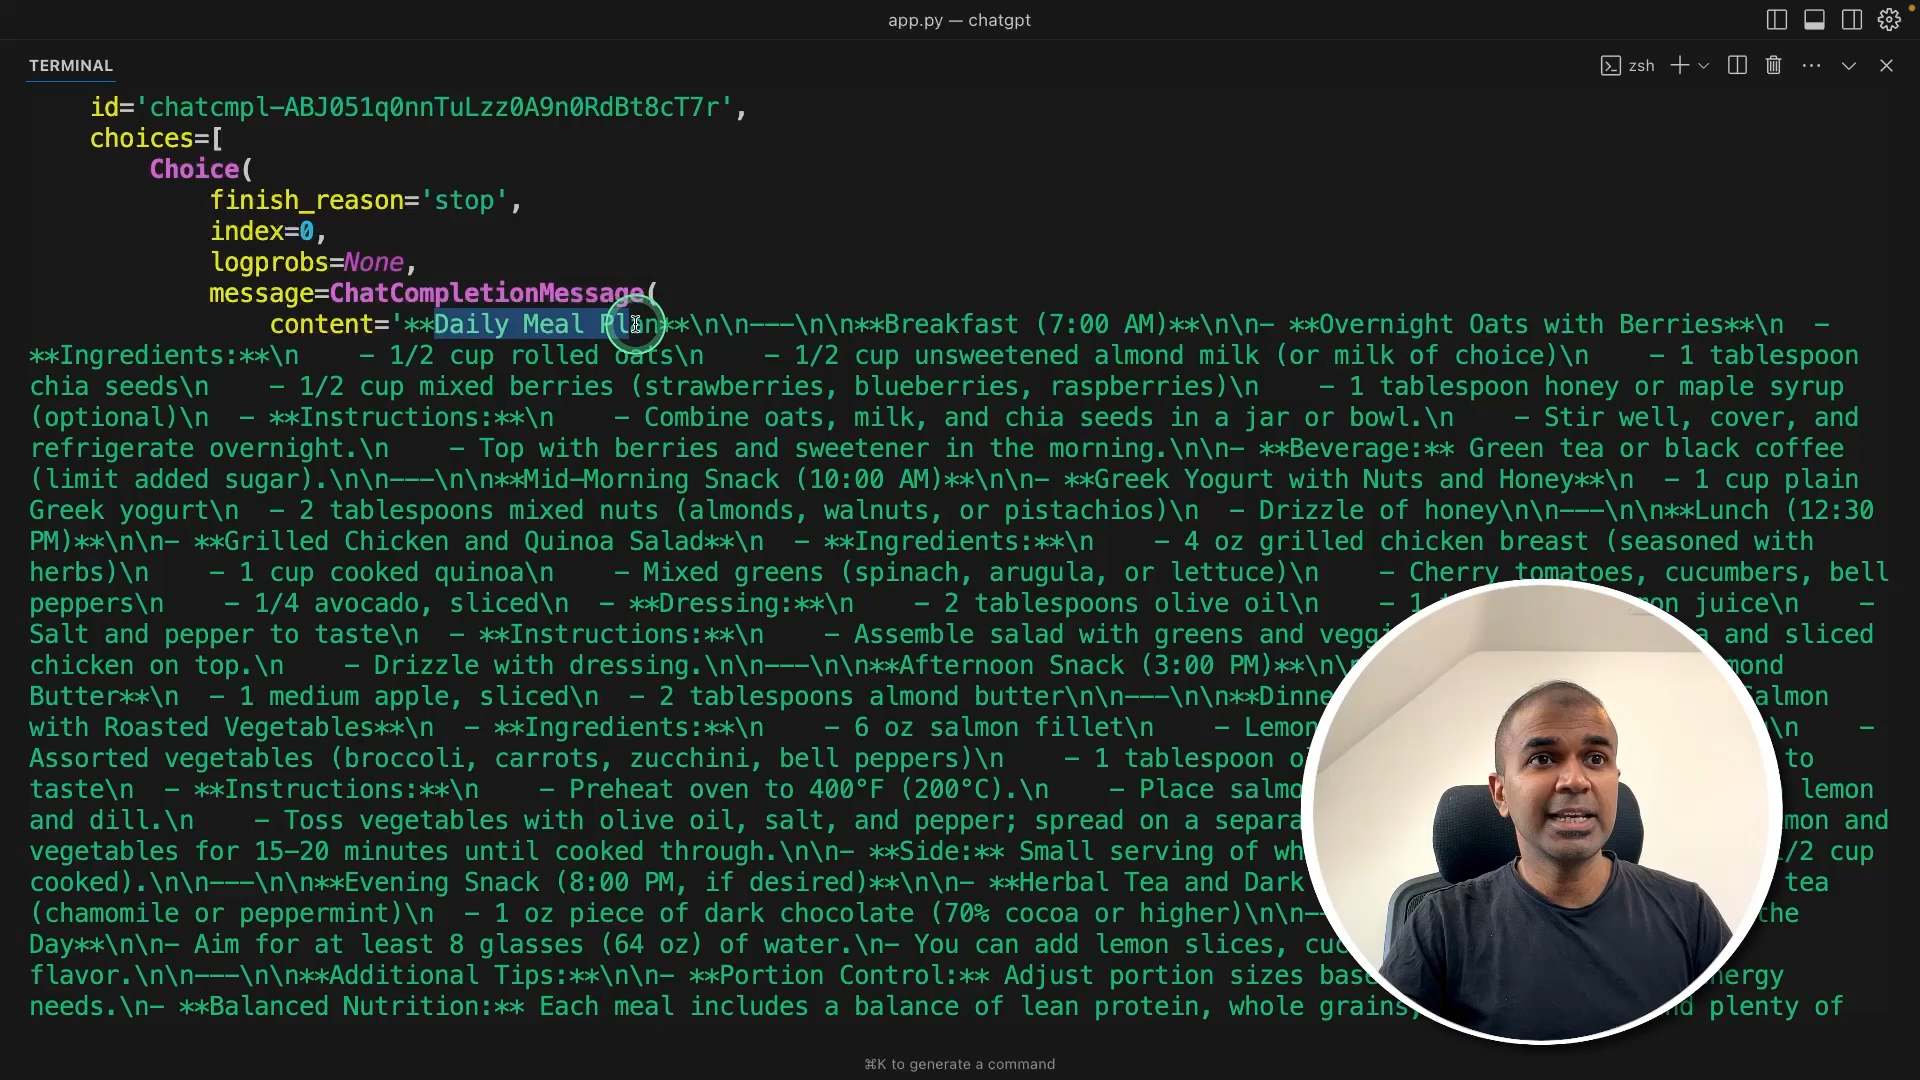 app.py — chatgpt
TERMINAL
zsh
id='chatcmpl-ABJ051q0nnTuLzz0A9n0RdBt8cT7r',
choices=[
Choice(
finish_reason='stop',
index=0,
logprobs=None,
message=ChatCompletionMessage(
content='**Daily Meal Plan**\n\n---\n\n**Breakfast (7:00 AM)**\n\n- **Overnight Oats with Berries**\n  -
**Ingredients:**\n    - 1/2 cup rolled oats\n    - 1/2 cup unsweetened almond milk (or milk of choice)\n    - 1 tablespoon
chia seeds\n    - 1/2 cup mixed berries (strawberries, blueberries, raspberries)\n    - 1 tablespoon honey or maple syrup
(optional)\n  - **Instructions:**\n    - Combine oats, milk, and chia seeds in a jar or bowl.\n    - Stir well, cover, and
refrigerate overnight.\n    - Top with berries and sweetener in the morning.\n\n- **Beverage:** Green tea or black coffee
(limit added sugar).\n\n---\n\n**Mid-Morning Snack (10:00 AM)**\n\n- **Greek Yogurt with Nuts and Honey**\n  - 1 cup plain
Greek yogurt\n  - 2 tablespoons mixed nuts (almonds, walnuts, or pistachios)\n  - Drizzle of honey\n\n---\n\n**Lunch (12:30
PM)**\n\n- **Grilled Chicken and Quinoa Salad**\n  - **Ingredients:**\n    - 4 oz grilled chicken breast (seasoned with
herbs)\n    - 1 cup cooked quinoa\n    - Mixed greens (spinach, arugula, or lettuce)\n    - Cherry tomatoes, cucumbers, bell
peppers\n    - 1/4 avocado, sliced\n  - **Dressing:**\n    - 2 tablespoons olive oil\n    - 1 juice\n    -
Salt and pepper to taste\n  - **Instructions:**\n    - Assemble salad with greens and and sliced
chicken on top.\n    - Drizzle with dressing.\n\n---\n\n**Afternoon Snack (3:00 PM)**\n\
Butter**\n  - 1 medium apple, sliced\n  - 2 tablespoons almond butter\n\n---\n\n**Dinne Salmon
with Roasted Vegetables**\n  - **Ingredients:**\n    - 6 oz salmon fillet\n    - Lemon \n    -
Assorted vegetables (broccoli, carrots, zucchini, bell peppers)\n    - 1 tablespoon to
taste\n  - **Instructions:**\n    - Preheat oven to 400°F (200°C).\n    - Place lemon
and dill.\n    - Toss vegetables with olive oil, salt, and pepper; spread on a and
vegetables for 15-20 minutes until cooked through.\n\n- **Side:** Small serving of 1/2 cup
cooked).\n\n---\n\n**Evening Snack (8:00 PM, if desired)**\n\n- **Herbal Tea and Dark tea
(chamomile or peppermint)\n  - 1 oz piece of dark chocolate (70% cocoa or higher)\n\n-- the
Day**\n\n- Aim for at least 8 glasses (64 oz) of water.\n- You can add lemon slices,
flavor.\n\n---\n\n**Additional Tips:**\n\n- **Portion Control:** Adjust portion sizes
needs.\n- **Balanced Nutrition:** Each meal includes a balance of lean protein, whole grains, plenty of
⌘K to generate a command